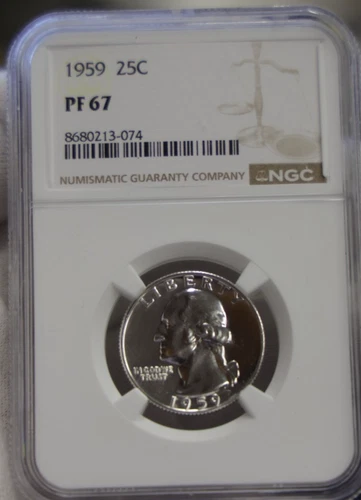 1959 25C
PF 67
8680213-074
NUMISMATIC GUARANTY COMPANY
NGC
LIBERTY
IN GOD WE
TRUST
1959